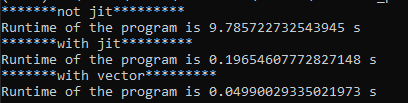 *******not jit*********
Runtime of the program is 9.785722732543945 s
*******with jit*********
Runtime of the program is 0.19654607772827148 s
*******with vector*********
Runtime of the program is 0.04990029335021973 s